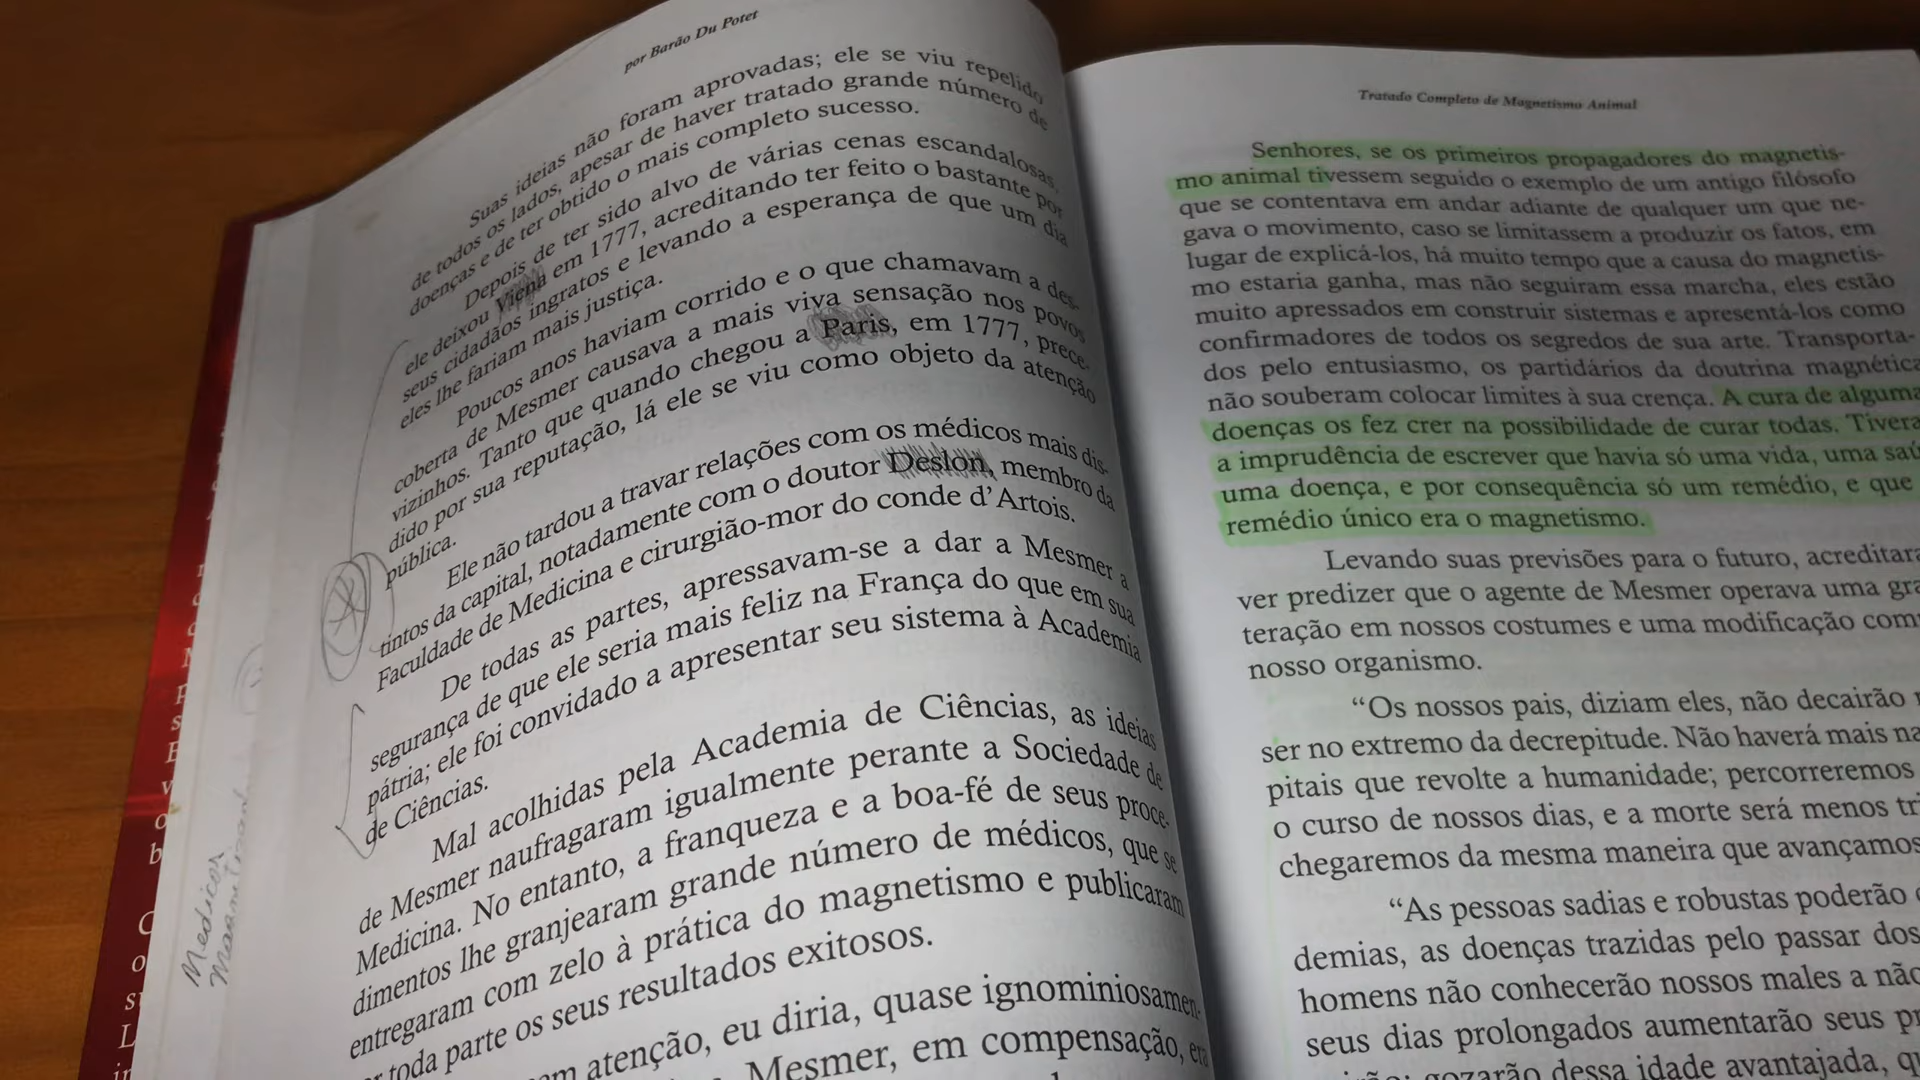 por Barão Du Potet
Suas ideias não foram aprovadas; ele se viu repelido
de todos os lados, apesar de haver tratado grande número de
doenças e de ter obtido o mais completo sucesso.
Depois de ter sido alvo de várias cenas escandalosas,
ele deixou Viena em 1777, acreditando ter feito o bastante por
seus cidadãos ingratos e levando a esperança de que um dia
eles lhe fariam mais justiça.
Poucos anos haviam corrido e o que chamavam a des-
coberta de Mesmer causava a mais viva sensação nos povos
vizinhos. Tanto que quando chegou a Paris, em 1777, prece-
dido por sua reputação, lá ele se viu como objeto da atenção
pública.
Ele não tardou a travar relações com os médicos mais dis-
tintos da capital, notadamente com o doutor Deslon, membro da
Faculdade de Medicina e cirurgião-mor do conde d'Artois.
De todas as partes, apressavam-se a dar a Mesmer a
segurança de que ele seria mais feliz na França do que em sua
pátria; ele foi convidado a apresentar seu sistema à Academia
de Ciências.
Mal acolhidas pela Academia de Ciências, as ideias
de Mesmer naufragaram igualmente perante a Sociedade de
Medicina. No entanto, a franqueza e a boa-fé de seus proce-
dimentos lhe granjearam grande número de médicos, que se
entregaram com zelo à prática do magnetismo e publicaram
toda parte os seus resultados exitosos.
atenção, eu diria, quase ignominiosamen-
Mesmer, em compensação,
Medicos
Tratado Completo de Magnetismo Animal
Senhores, se os primeiros propagadores do magnetis-
mo animal tivessem seguido o exemplo de um antigo filósofo
que se contentava em andar adiante de qualquer um que ne-
gava o movimento, caso se limitassem a produzir os fatos, em
lugar de explicá-los, há muito tempo que a causa do magnetis-
mo estaria ganha, mas não seguiram essa marcha, eles estão
muito apressados em construir sistemas e apresentá-los como
confirmadores de todos os segredos de sua arte. Transporta-
dos pelo entusiasmo, os partidários da doutrina magnética
não souberam colocar limites à sua crença. A cura de alguma
doenças os fez crer na possibilidade de curar todas. Tivera
a imprudência de escrever que havia só uma vida, uma saú
uma doença, e por consequência só um remédio, e que
remédio único era o magnetismo.
Levando suas previsões para o futuro, acreditara
ver predizer que o agente de Mesmer operava uma gra
teração em nossos costumes e uma modificação com
nosso organismo.
“Os nossos pais, diziam eles, não decairão
ser no extremo da decrepitude. Não haverá mais na
pitais que revolte a humanidade; percorreremos
o curso de nossos dias, e a morte será menos tri
chegaremos da mesma maneira que avançamos
“As pessoas sadias e robustas poderão
demias, as doenças trazidas pelo passar dos
homens não conhecerão nossos males a não
seus dias prolongados aumentarão seus pr
gozarão dessa idade avantajada, qu